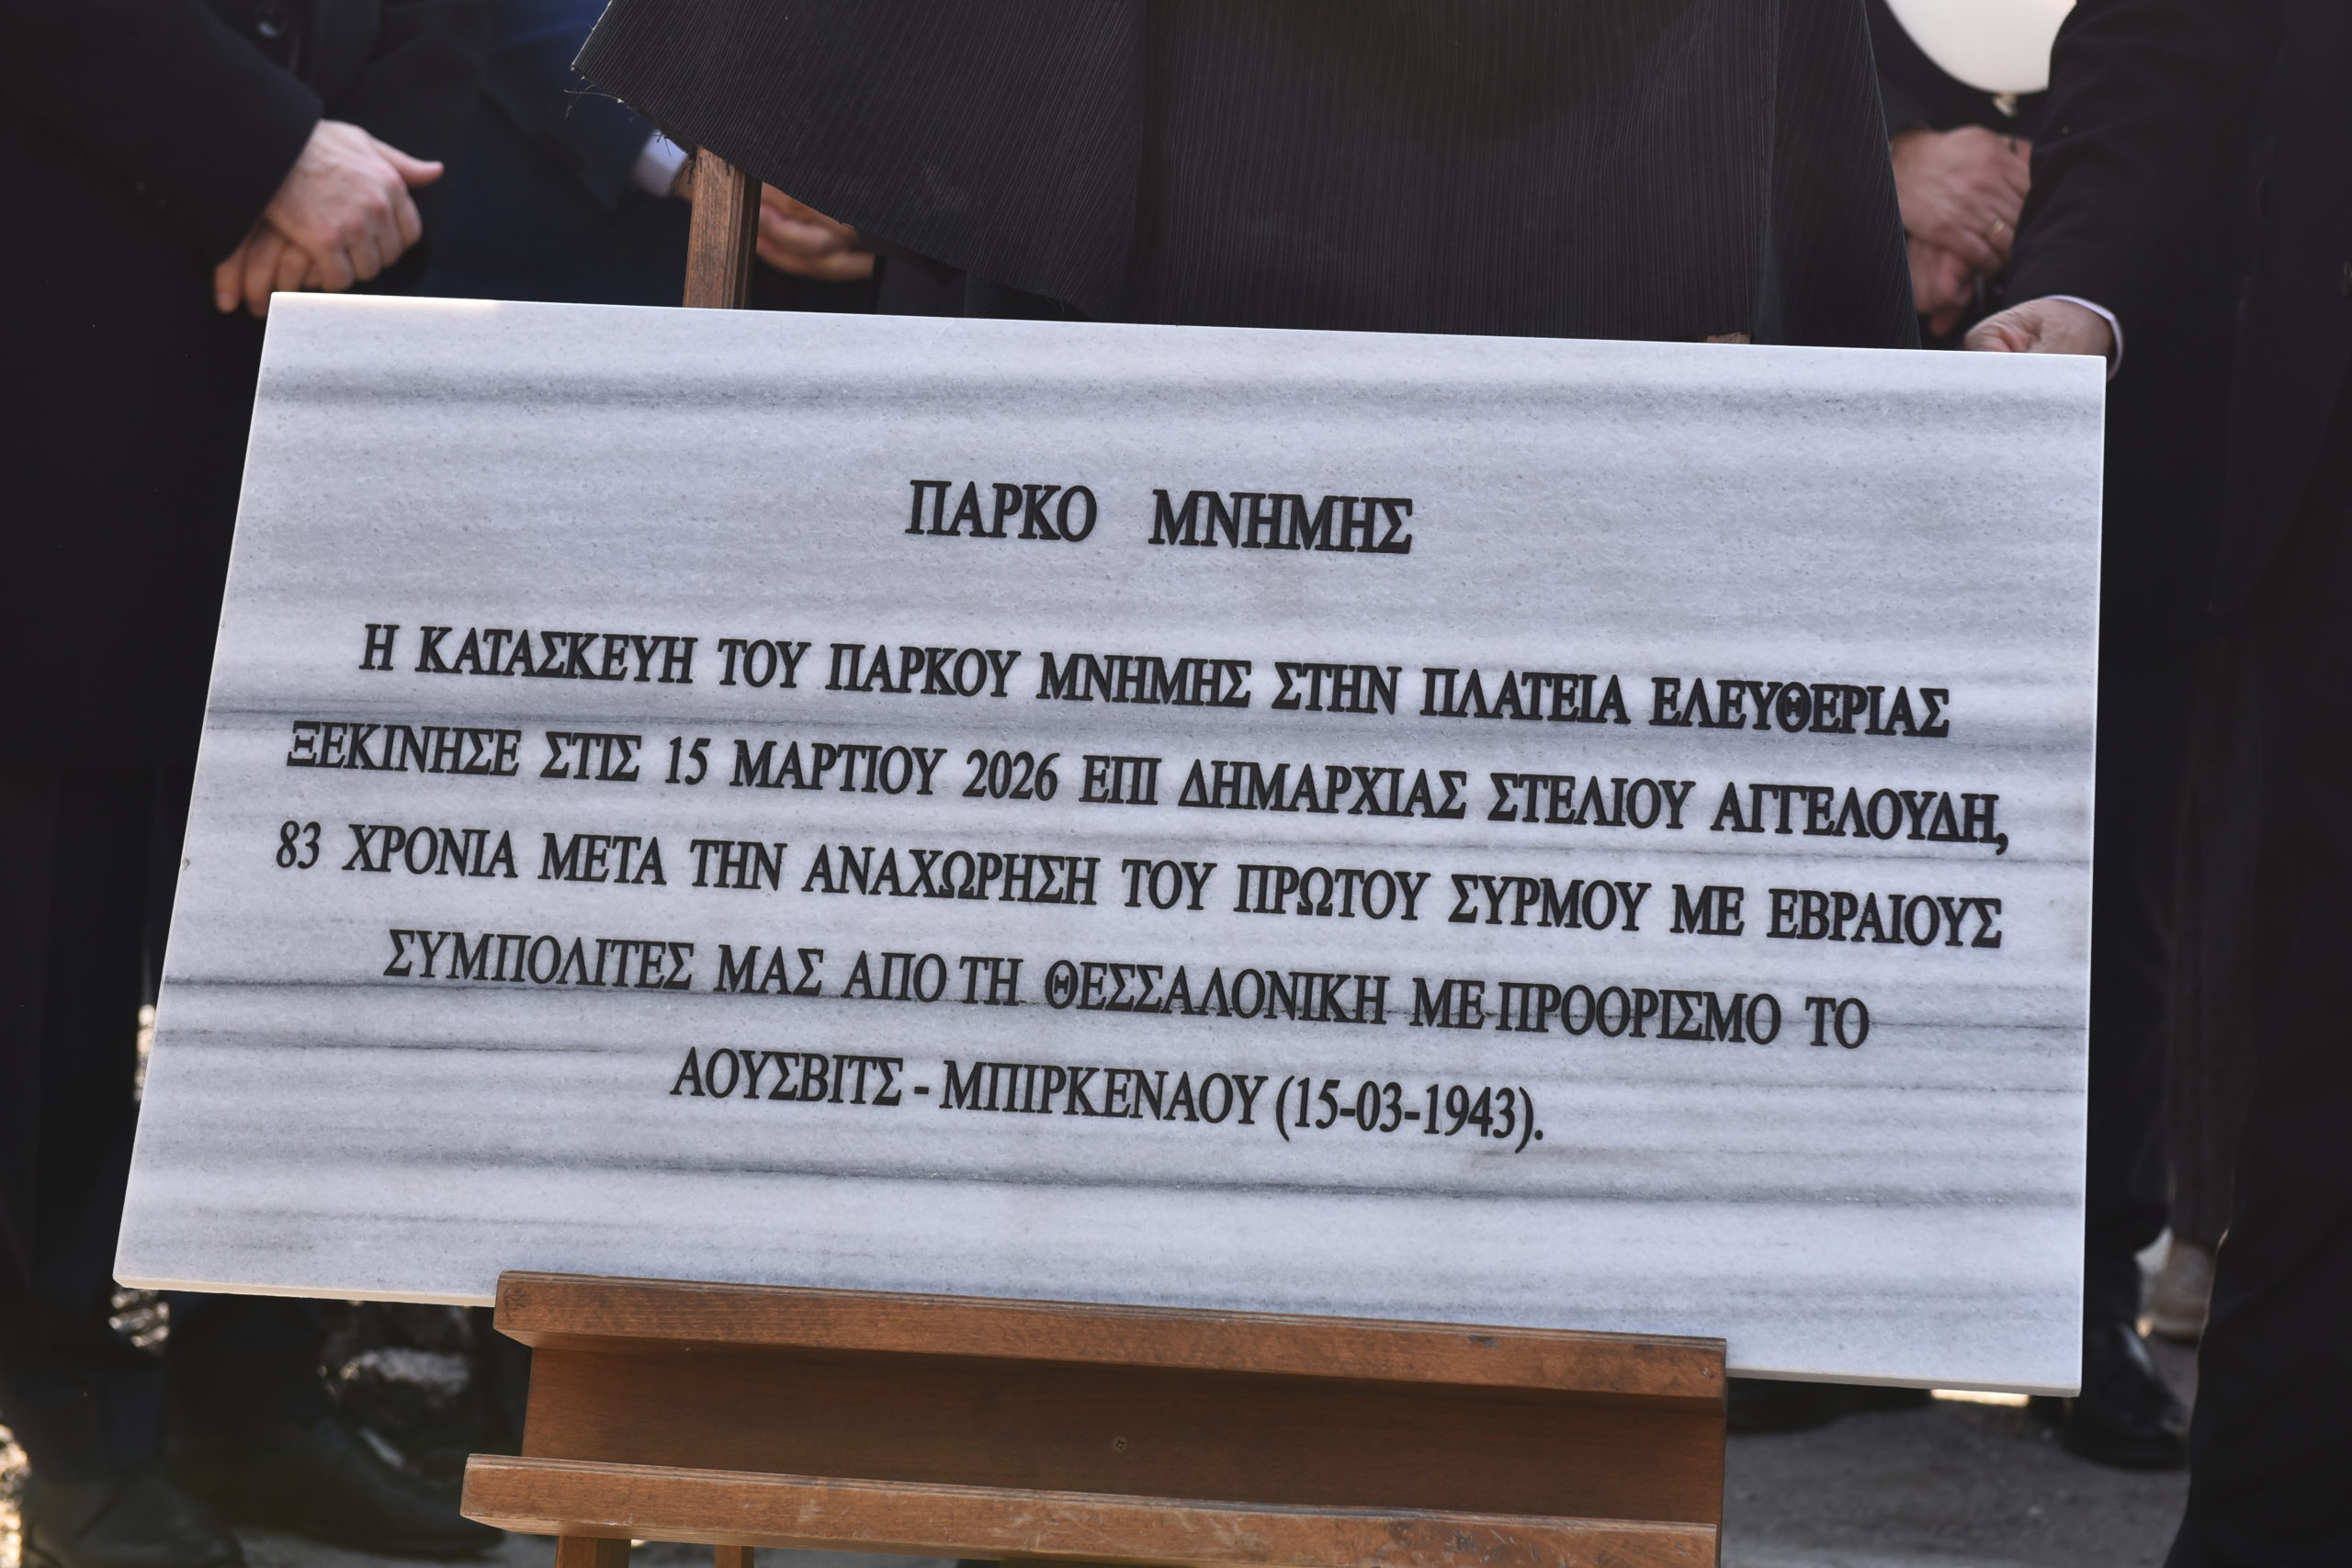 ΠΑΡΚΟ ΜΝΗΜΗΣ
Η ΚΑΤΑΣΚΕΥΗ ΤΟΥ ΠΑΡΚΟΥ ΜΝΗΜΗΣ ΣΤΗΝ ΠΛΑΤΕΙΑ ΕΛΕΥΘΕΡΙΑΣ
ΞΕΚΙΝΗΣΕ ΣΤΙΣ 15 ΜΑΡΤΙΟΥ 2026 ΕΠΙ ΔΗΜΑΡΧΙΑΣ ΣΤΕΛΙΟΥ ΑΓΓΕΛΟΥΔΗ,
83 ΧΡΟΝΙΑ ΜΕΤΑ ΤΗΝ ΑΝΑΧΩΡΗΣΗ ΤΟΥ ΠΡΩΤΟΥ ΣΥΡΜΟΥ ΜΕ ΕΒΡΑΙΟΥΣ
ΣΥΜΠΟΛΙΤΕΣ ΜΑΣ ΑΠΟ ΤΗ ΘΕΣΣΑΛΟΝΙΚΗ ΜΕ ΠΡΟΟΡΙΣΜΟ ΤΟ
ΑΟΥΣΒΙΤΣ - ΜΠΙΡΚΕΝΑΟΥ (15-03-1943).